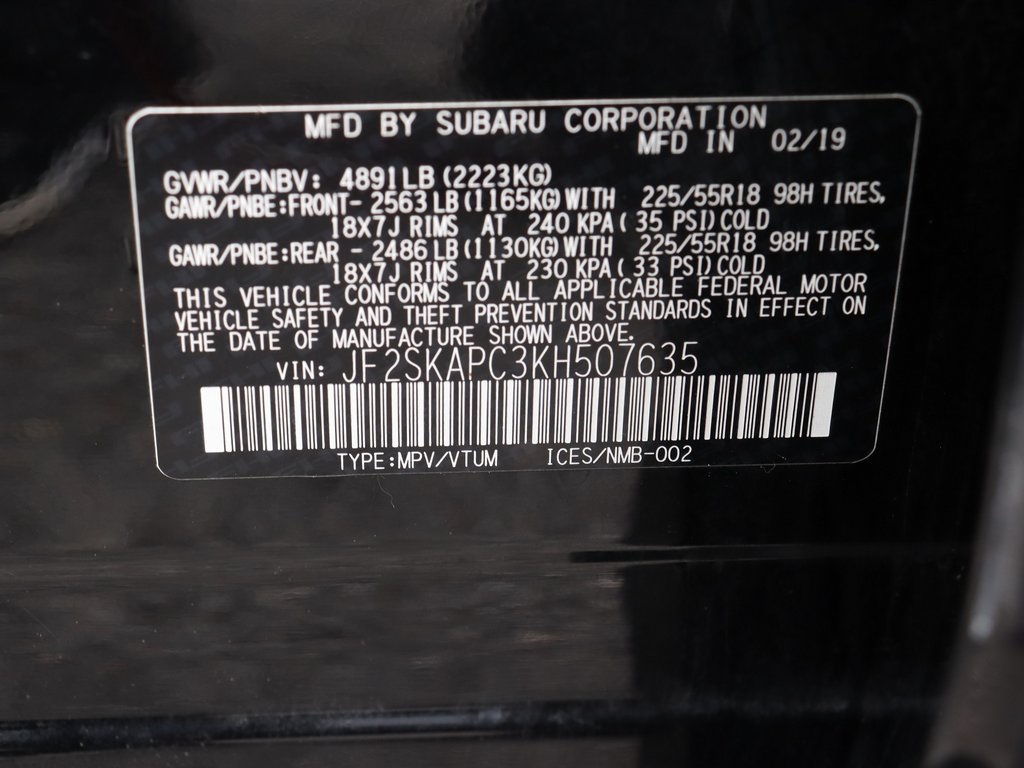 MFD BY SUBARU CORPORATION
MFD IN 02/19
GVWR/PNBV: 4891LB (2223KG)
GAWR/PNBE:FRONT- 2563 LB (1165KG) WITH 225/55R18 98H TIRES,
18X7J RIMS AT 240 KPA ( 35 PSI) COLD
GAWR/PNBE:REAR - 2486 LB (1130KG) WITH 225/55R18 98H TIRES,
18X7J RIMS AT 230 KPA ( 33 PSI) COLD
THIS VEHICLE CONFORMS TO ALL APPLICABLE FEDERAL MOTOR
VEHICLE SAFETY AND THEFT PREVENTION STANDARDS IN EFFECT ON
THE DATE OF MANUFACTURE SHOWN ABOVE.
VIN: JF2SKAPC3KH507635
TYPE:MPV/VTUM ICES/NMB-002